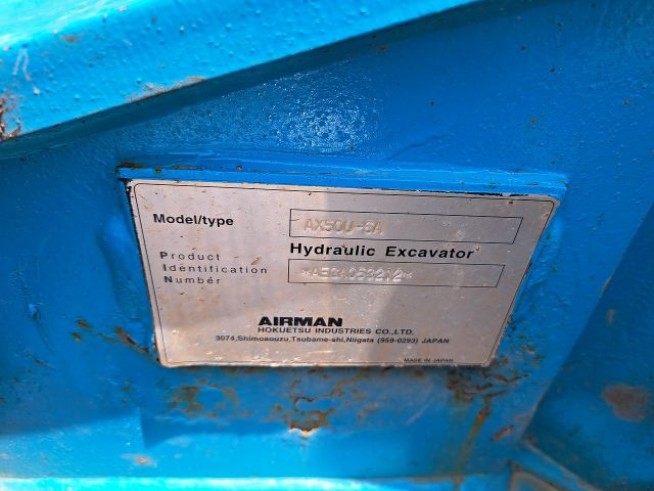 Model/type AX50U-6A
Hydraulic Excavator
Product
Identification
Number
AIRMAN
HOKUETSU INDUSTRIES CO.,LTD.
3074,Shimoaouzu,Tsubame-shi,Niigata (959-0293) JAPAN
MADE IN JAPAN